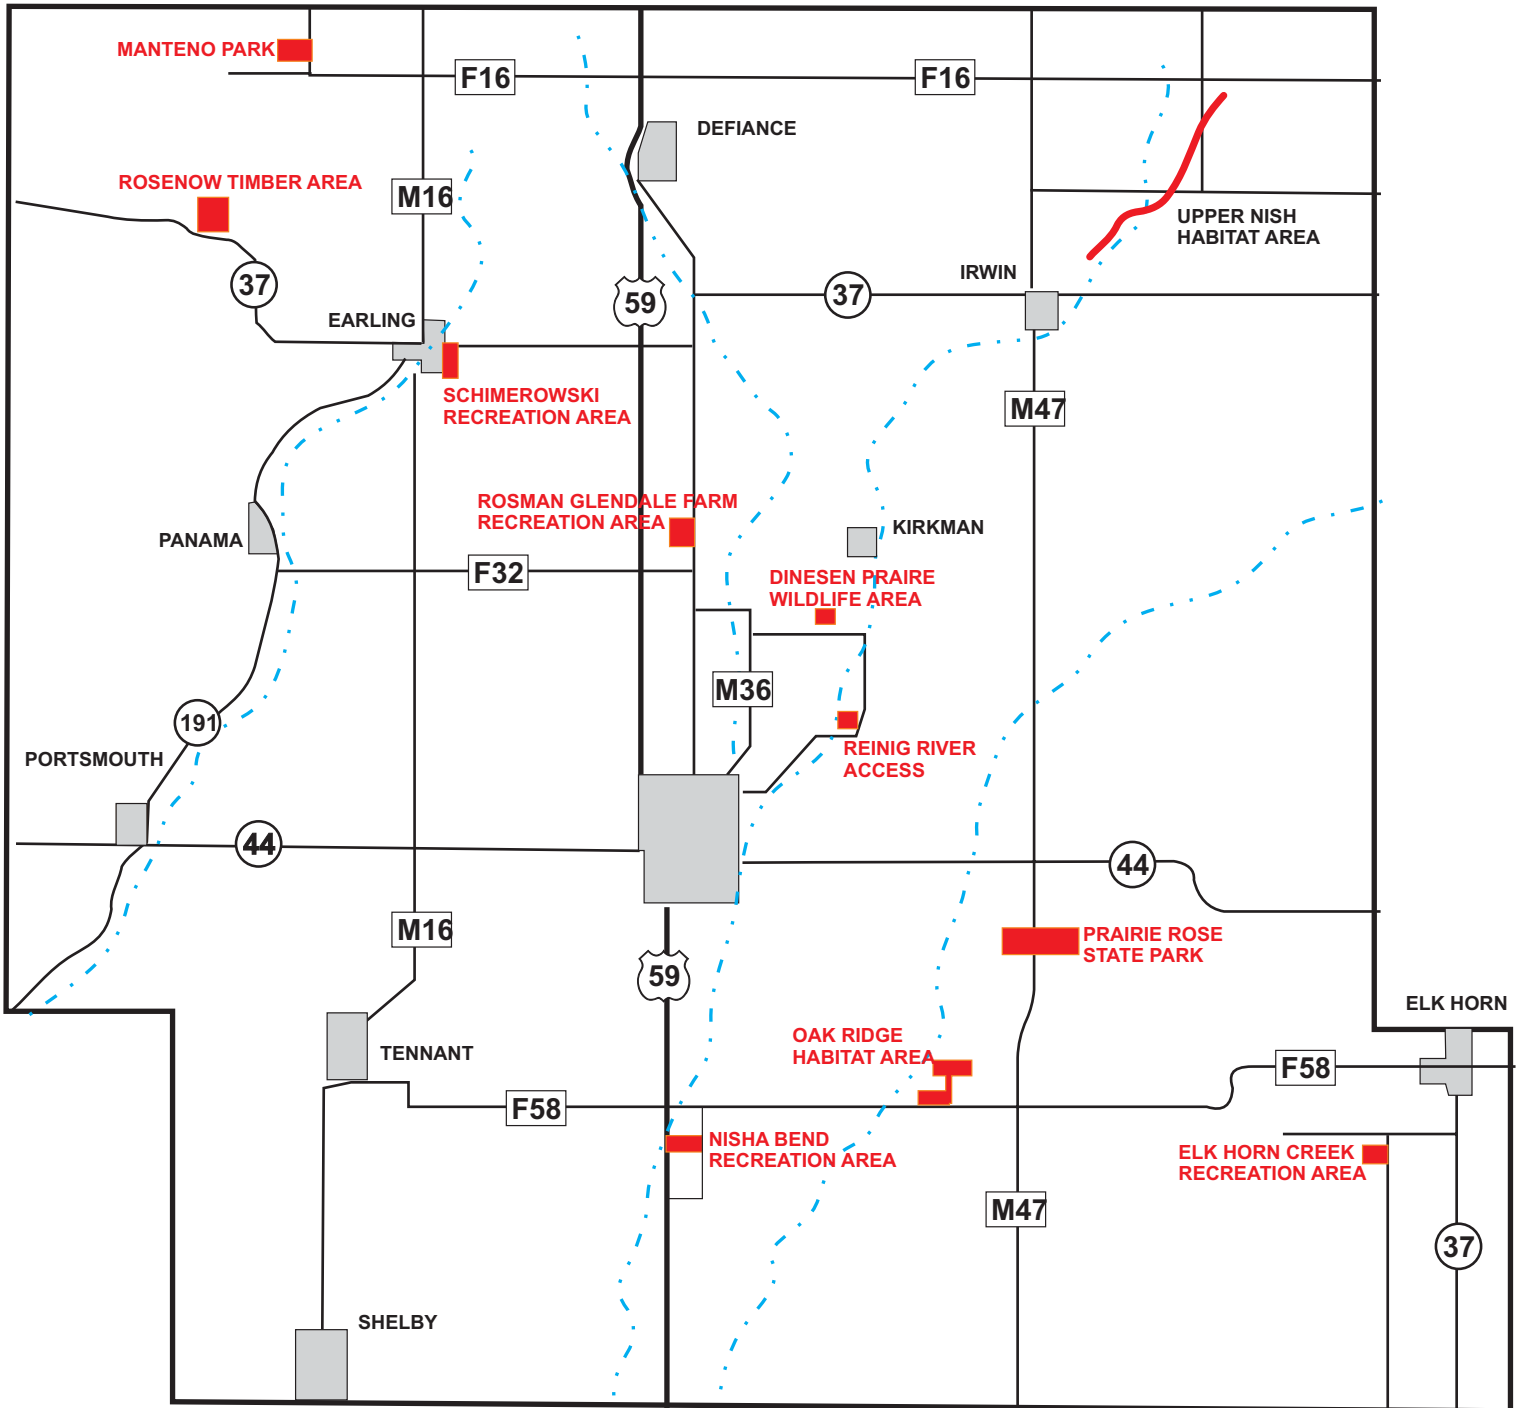 MANTENO PARK
F16
F16
DEFIANCE
ROSENOW TIMBER AREA
M16
UPPER NISH
HABITAT AREA
IRWIN
37
59
37
EARLING
SCHIMEROWSKI
RECREATION AREA
M47
ROSMAN GLENDALE FARM
RECREATION AREA
KIRKMAN
PANAMA
F32
DINESEN PRAIRE
WILDLIFE AREA
M36
191
REINIG RIVER
ACCESS
PORTSMOUTH
44
44
M16
PRAIRIE ROSE
STATE PARK
59
ELK HORN
OAK RIDGE
HABITAT AREA
TENNANT
F58
F58
NISHA BEND
RECREATION AREA
ELK HORN CREEK
RECREATION AREA
M47
37
SHELBY